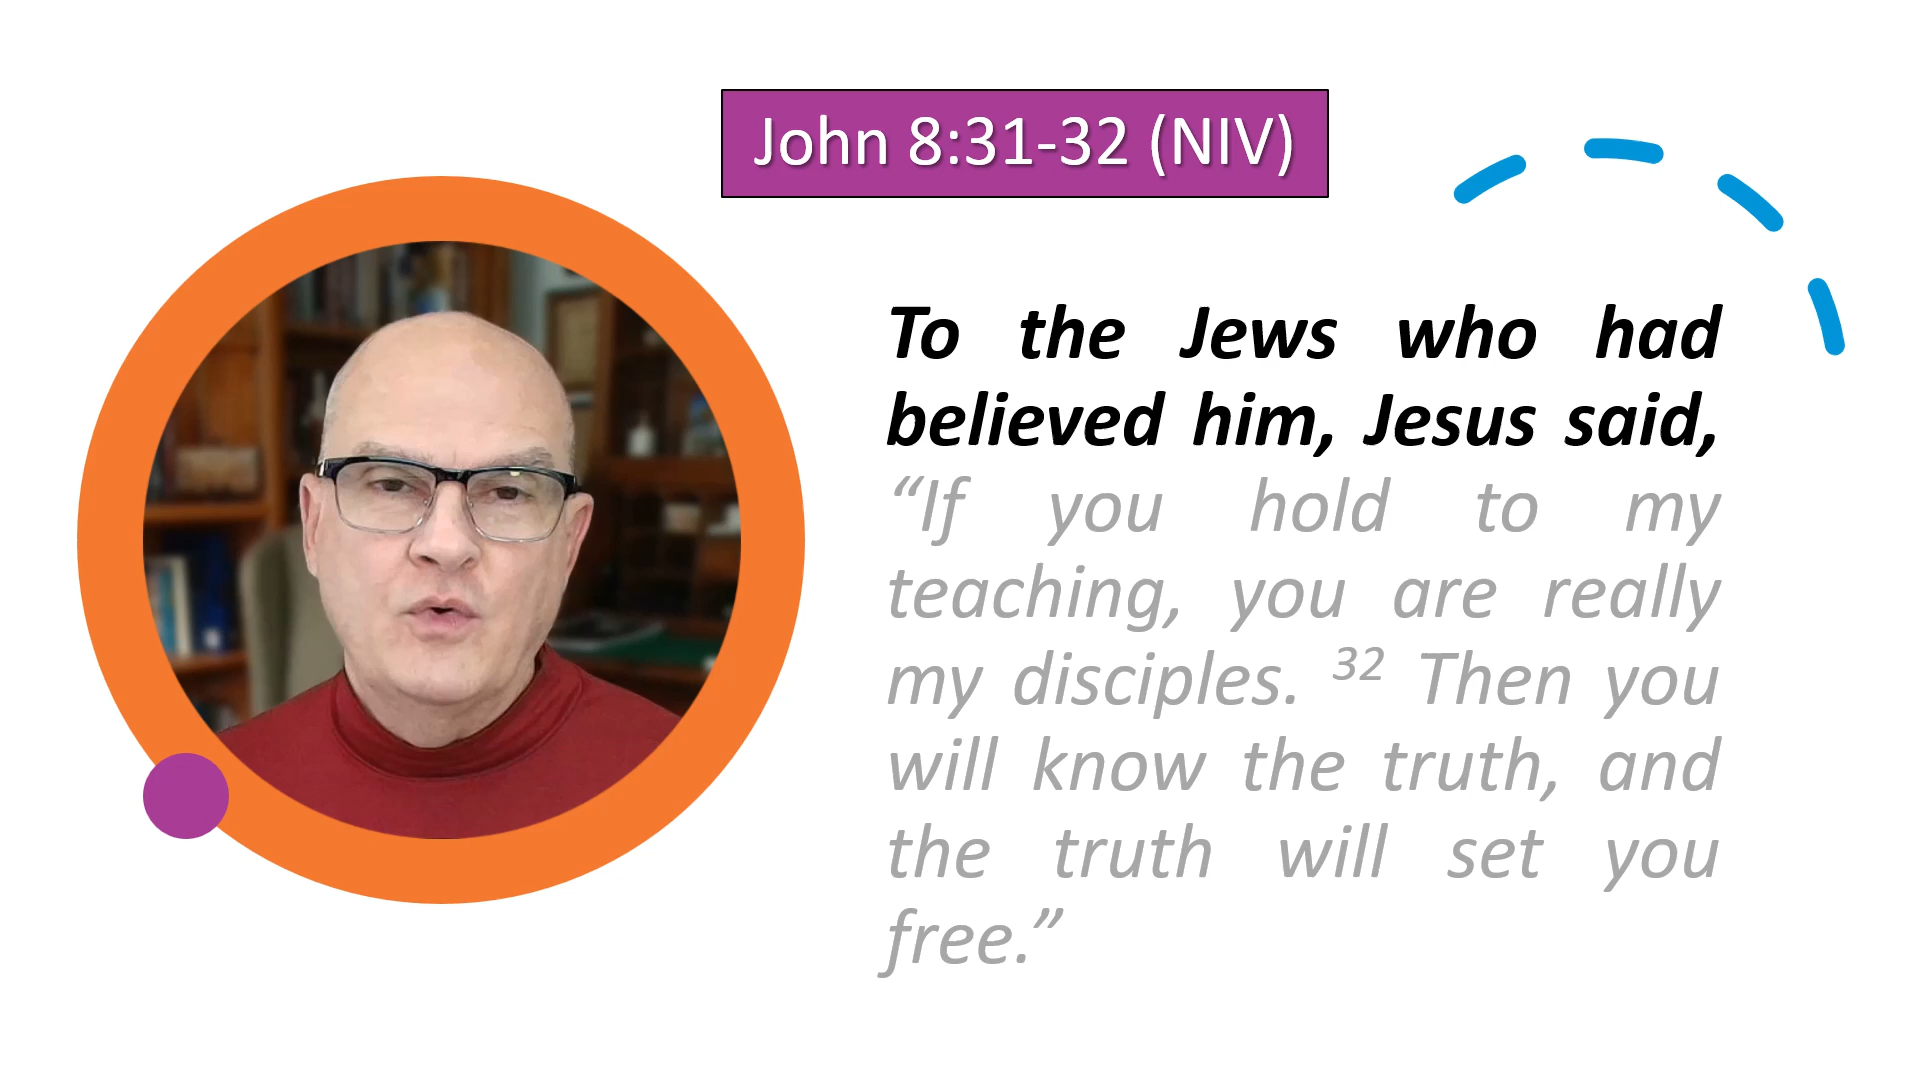 John 8:31-32 (NIV)
To the Jews who had
believed him, Jesus said,
“If you hold to my
teaching, you are really
my disciples. 32 Then you
will know the truth, and
the truth will set you
free.”